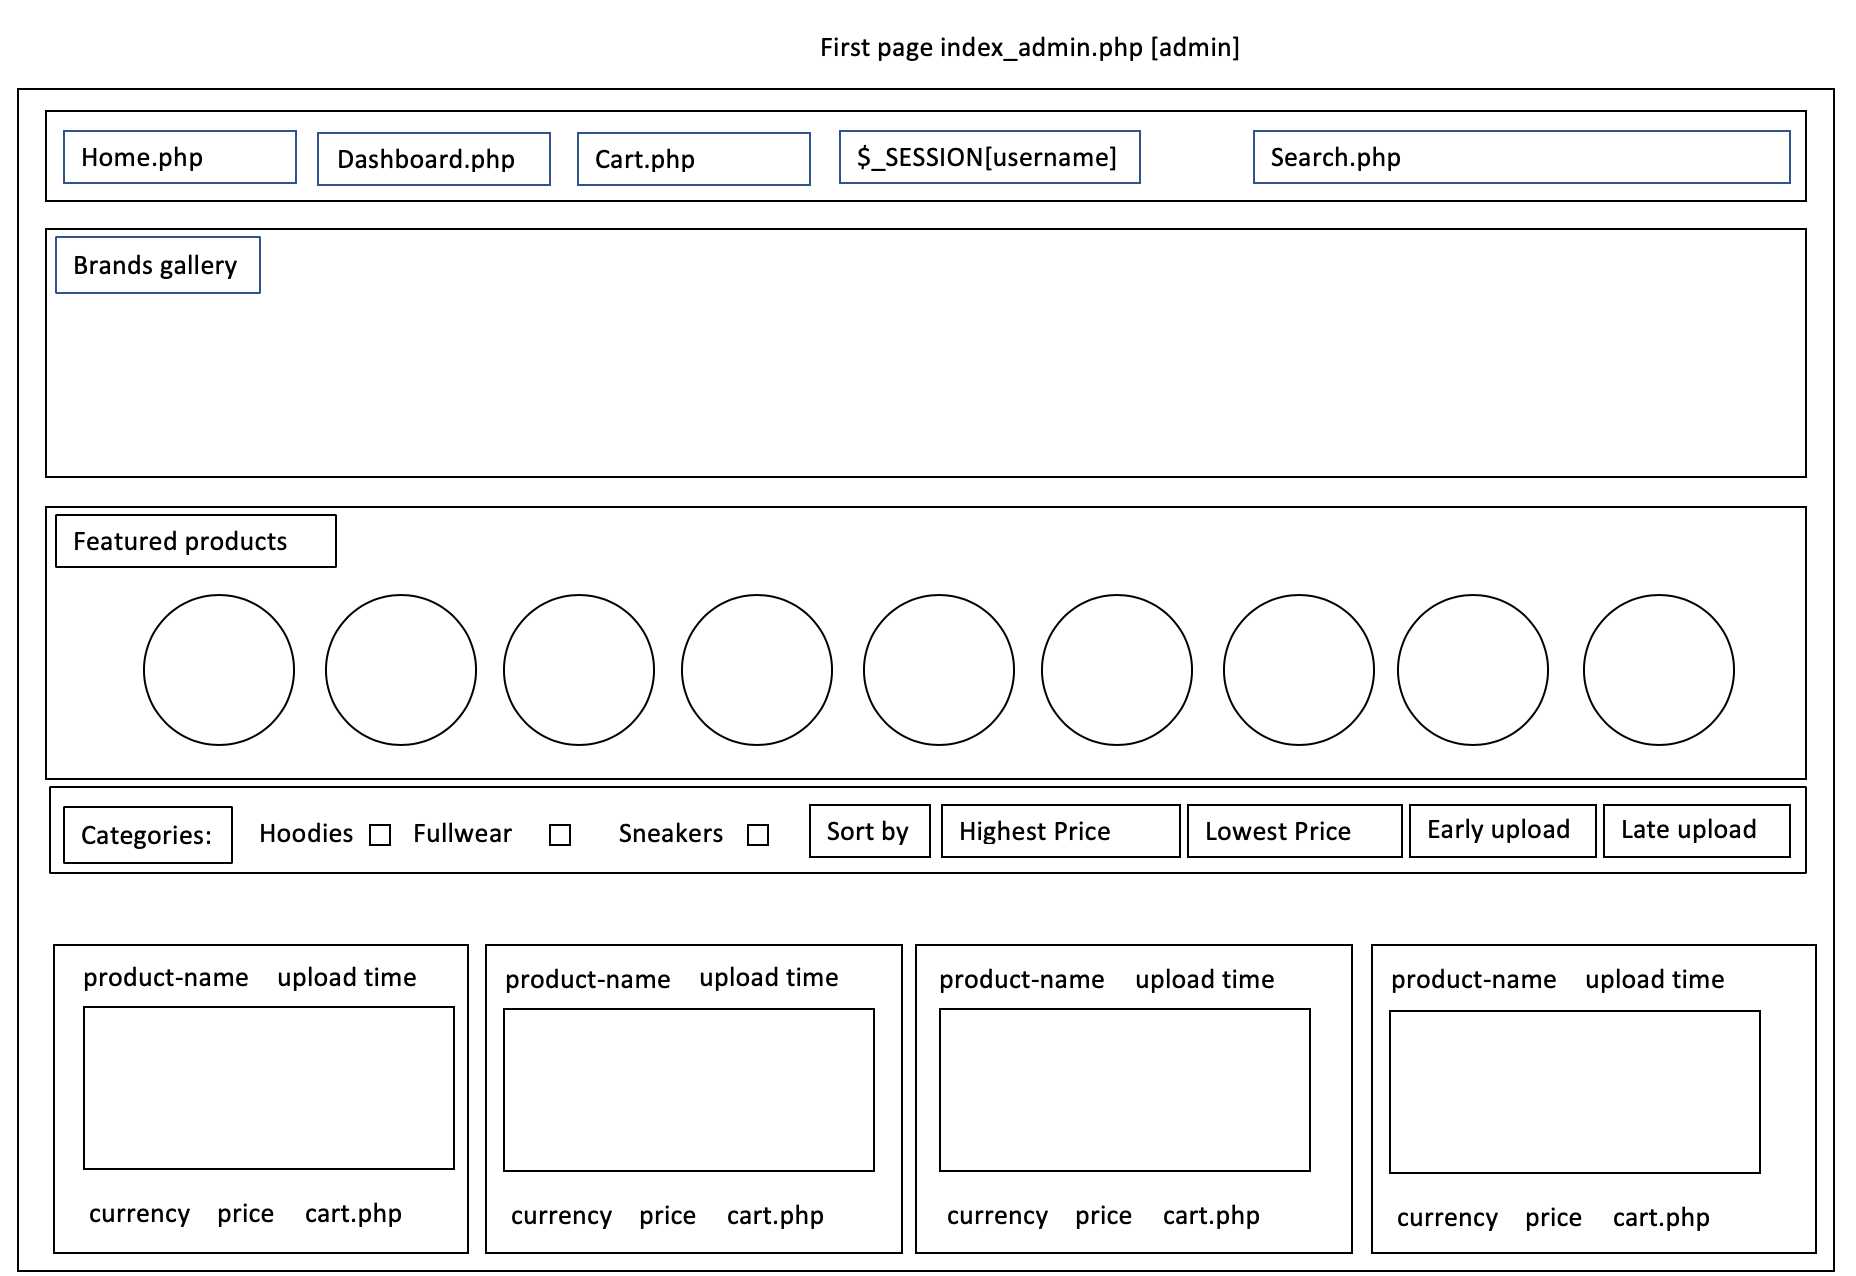 First page index_admin.php [admin]
Home.php
Dashboard.php
Cart.php
$_SESSION[username]
Search.php
Brands gallery
Featured products
Categories:
Hoodies
Fullwear
Sneakers
Sort by
Highest Price
Lowest Price
Early upload
Late upload
product-name upload time
currency price cart.php
product-name upload time
currency price cart.php
product-name upload time
currency price cart.php
product-name upload time
currency price cart.php